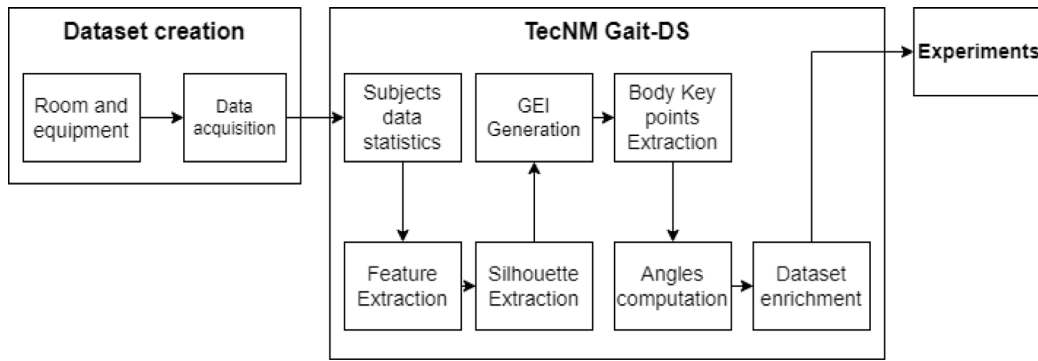 Dataset creation
Room and
equipment
Data
acquisition
TecNM Gait-DS
Subjects
data
statistics
Feature
Extraction
Silhouette
Extraction
GEI
Generation
Body Key
points
Extraction
Angles
computation
Dataset
enrichment
Experiments